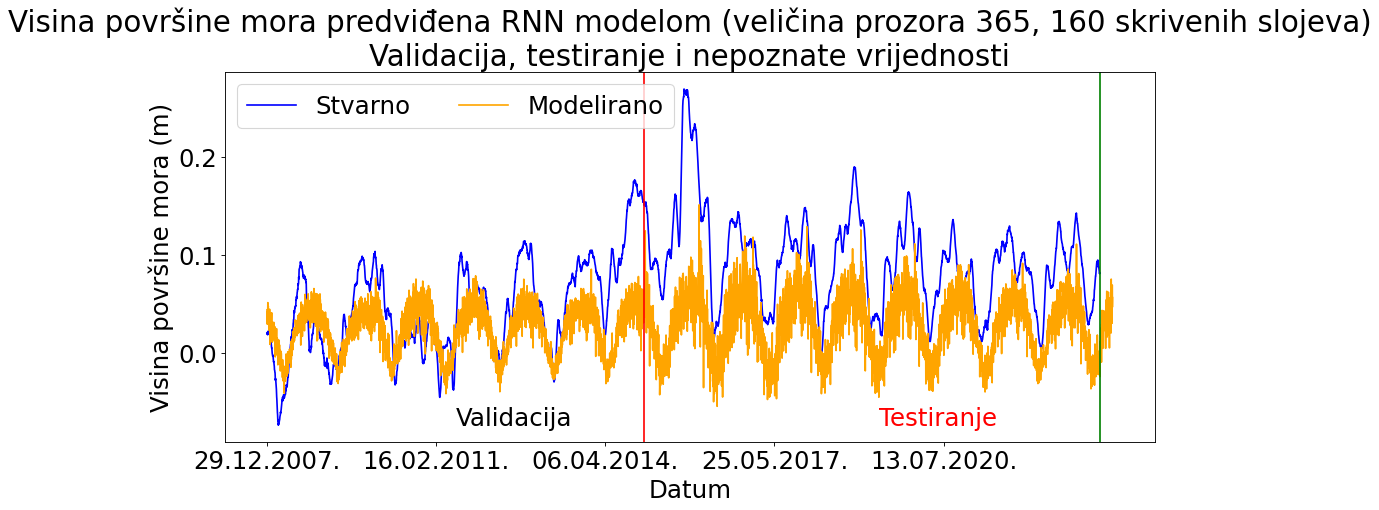 Visina površine mora predviđena RNN modelom (veličina prozora 365, 160 skrivenih slojeva)
Validacija, testiranje i nepoznate vrijednosti
Stvarno
Modelirano
Visina površine mora (m)
0.2
0.1
0.0
Validacija
Testiranje
29.12.2007.
16.02.2011.
06.04.2014.
25.05.2017.
13.07.2020.
Datum